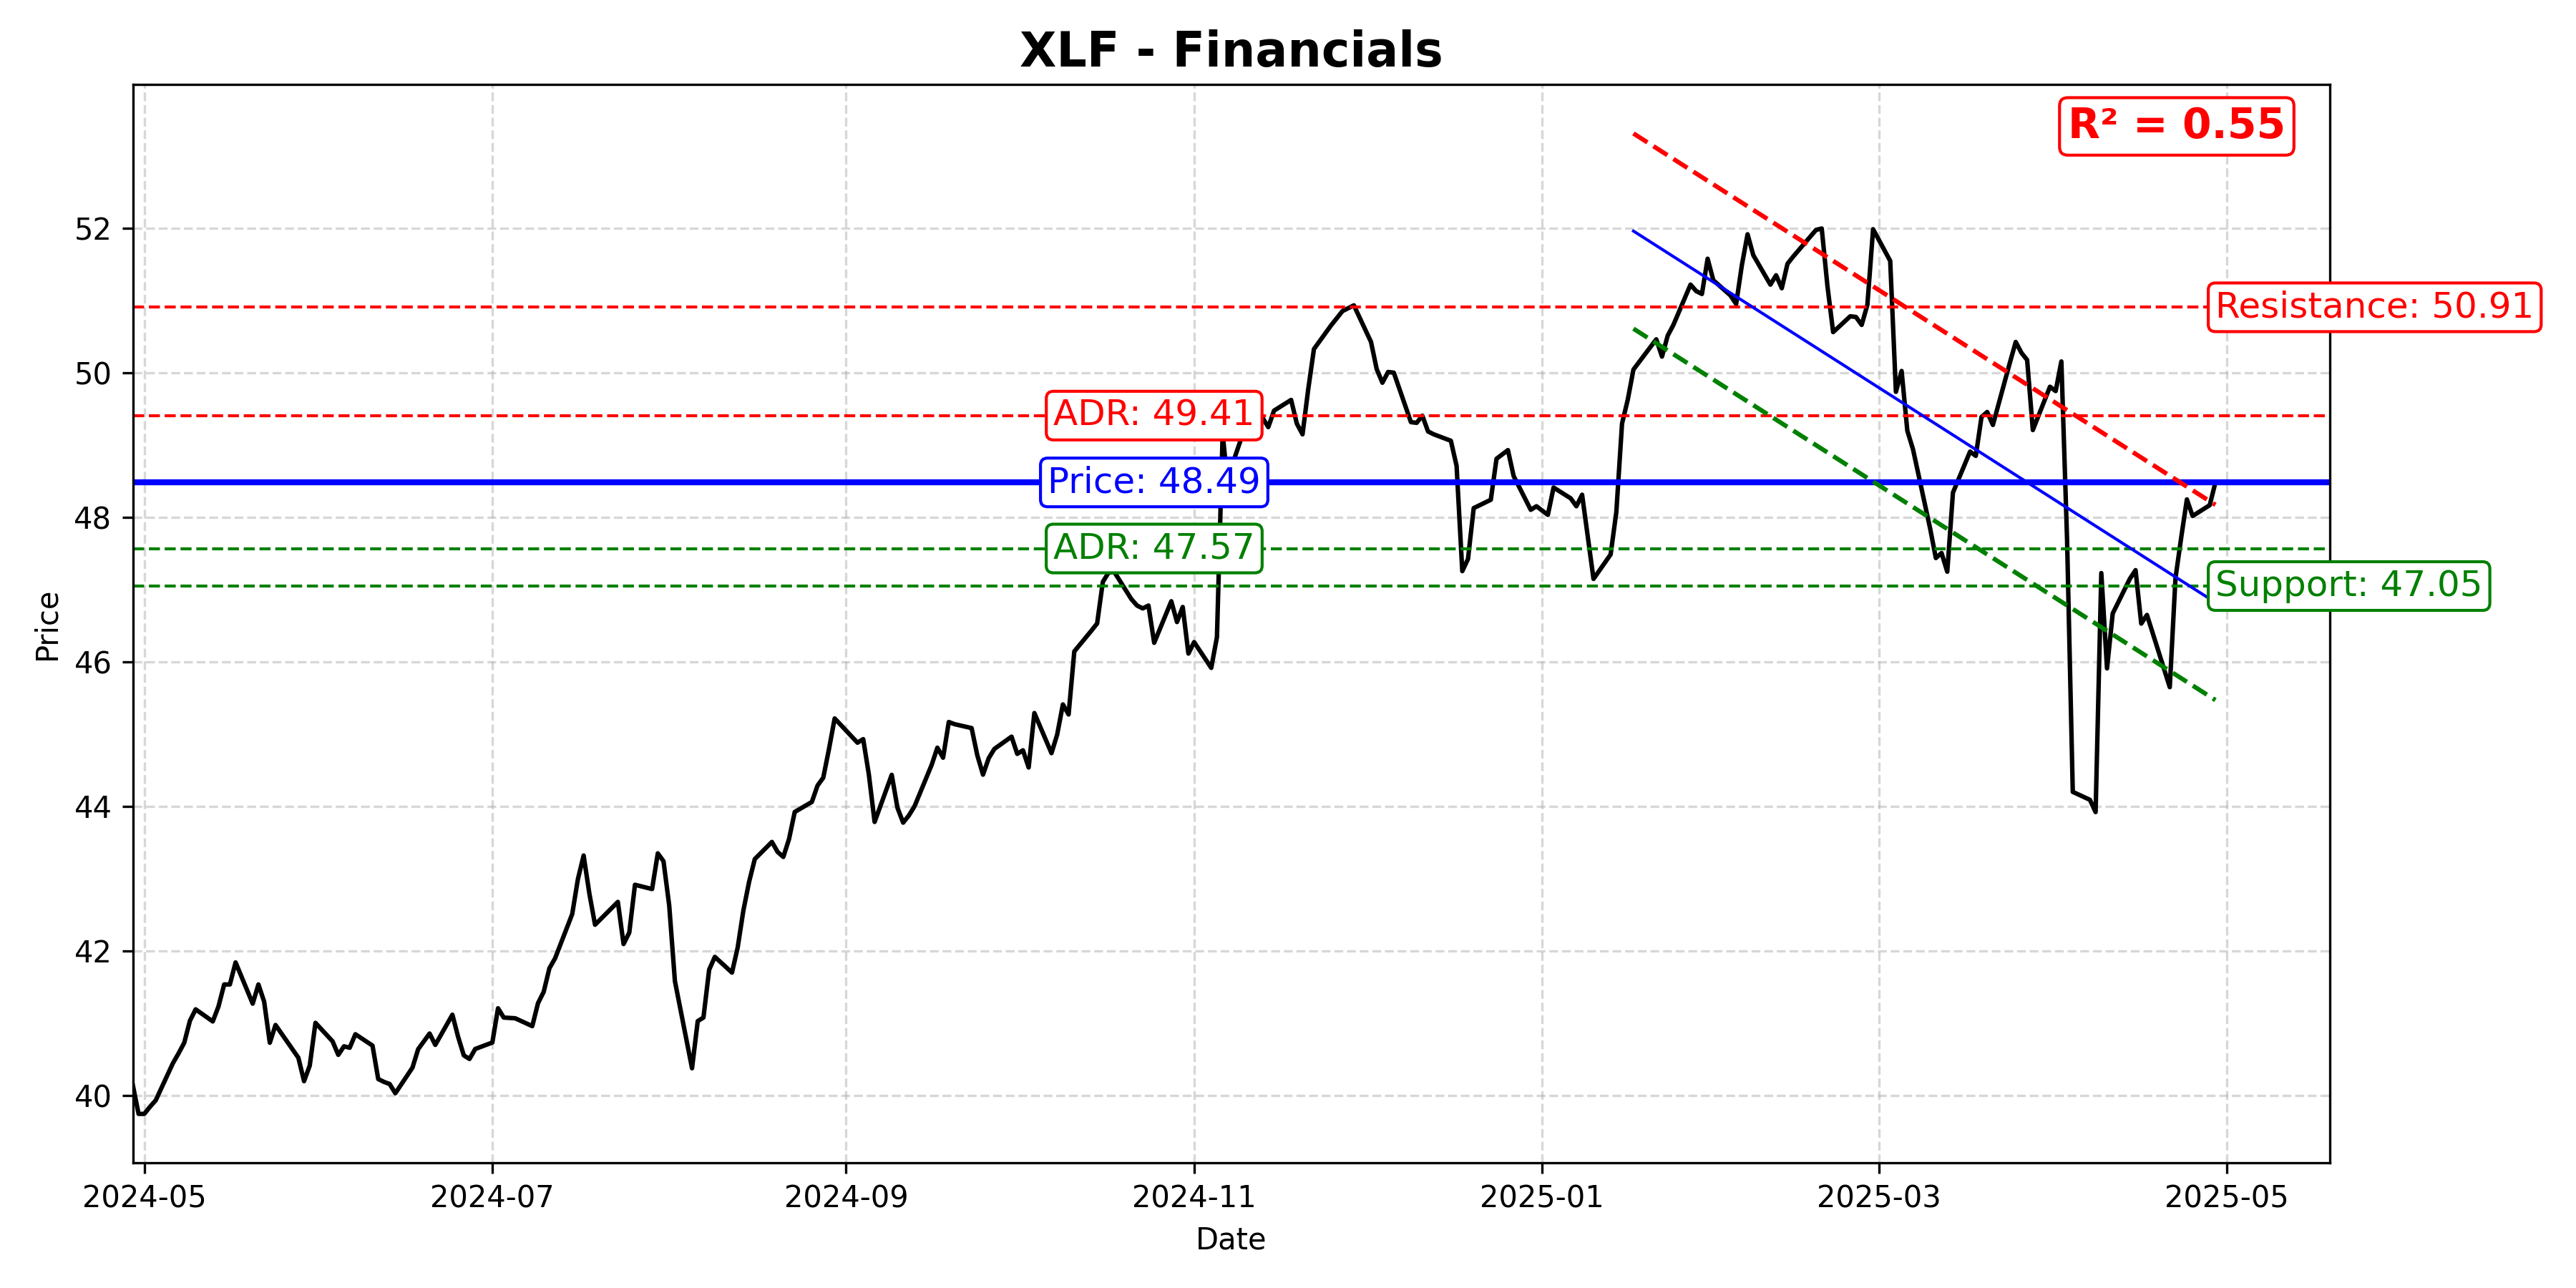 XLF - Financials
R² = 0.55
52
Resistance: 50.91
50
ADR: 49.41
Price: 48.49
48
ADR: 47.57
Support: 47.05
Price
46
44
42
40
2024-05
2024-07
2024-09
2024-11
2025-01
2025-03
2025-05
Date